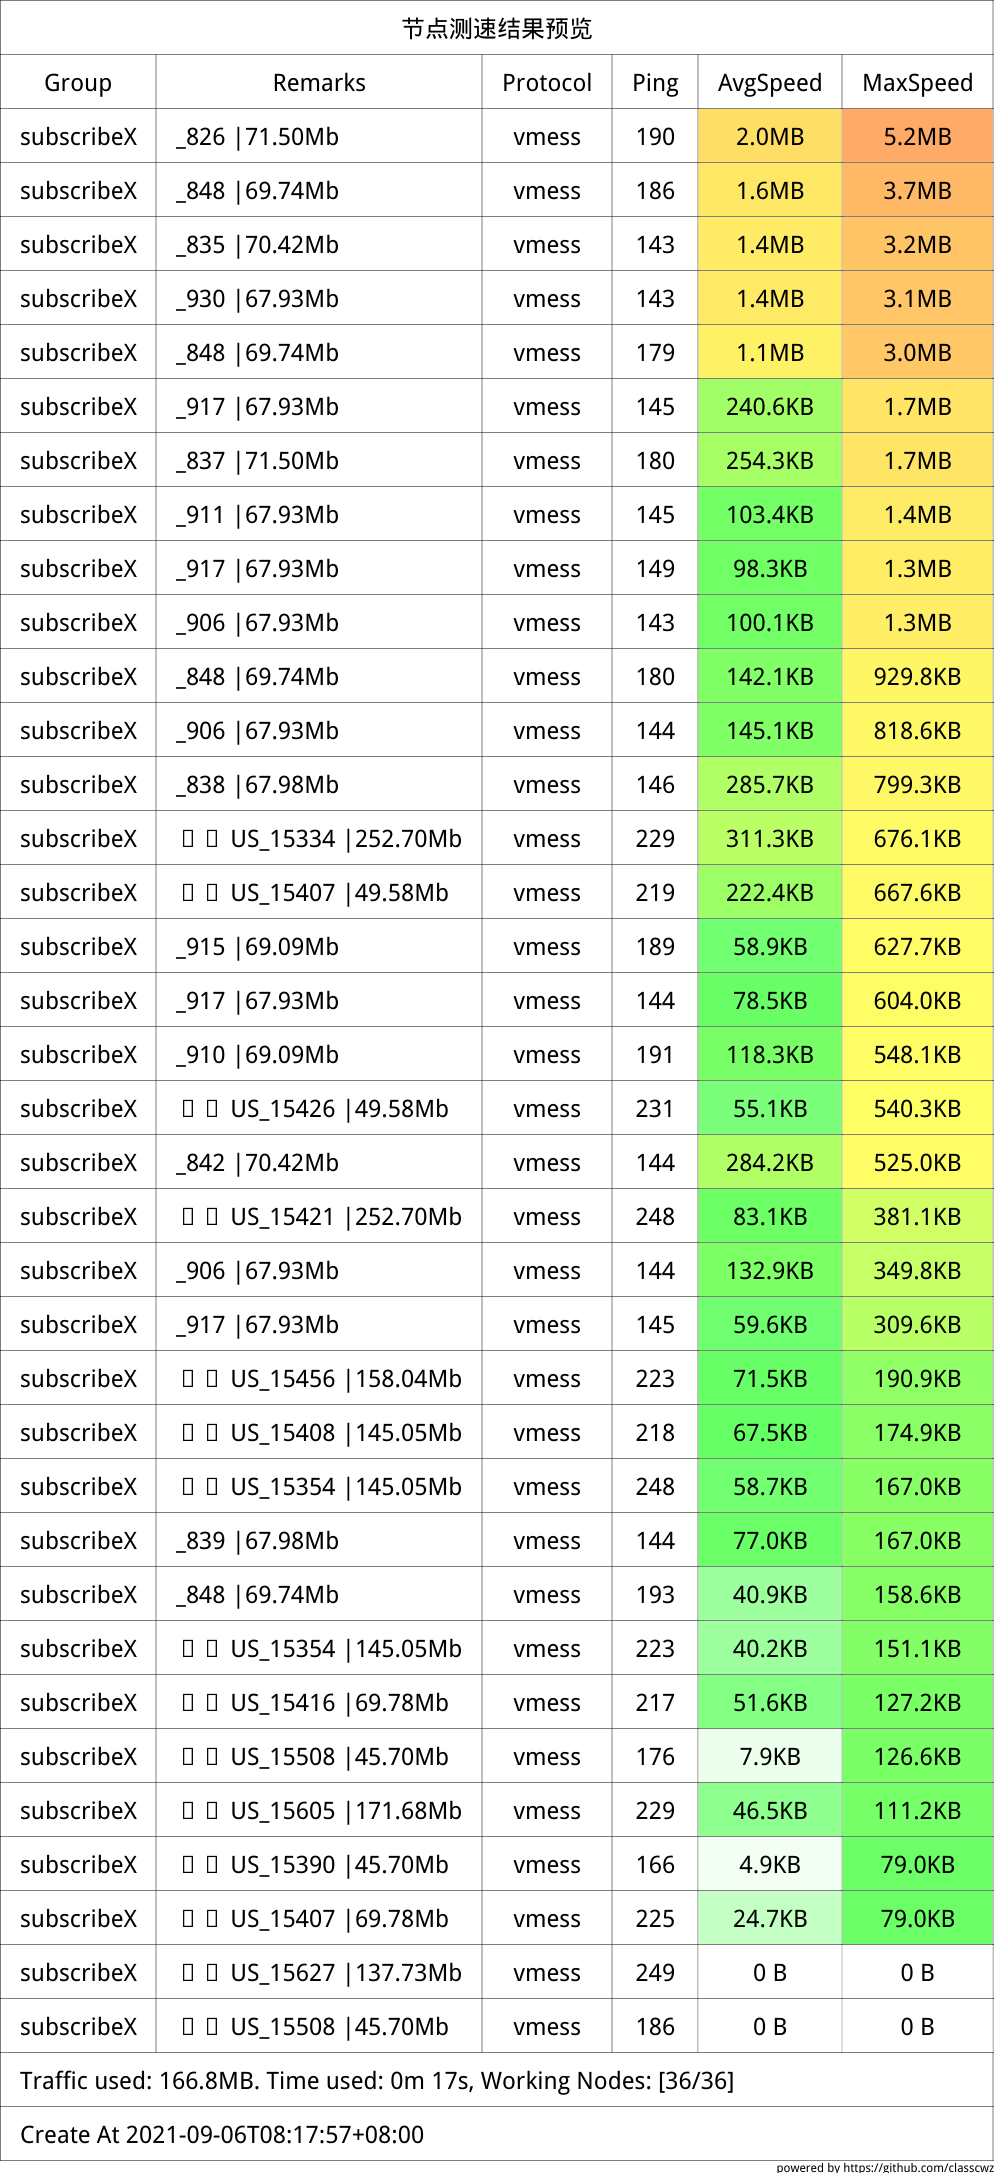 节点测速结果预览
Group Remarks Protocol Ping AvgSpeed MaxSpeed
subscribeX _826 |71.50Mb vmess 190 2.0MB 5.2MB
subscribeX _848 |69.74Mb vmess 186 1.6MB 3.7MB
subscribeX _835 |70.42Mb vmess 143 1.4MB 3.2MB
subscribeX _930 |67.93Mb vmess 143 1.4MB 3.1MB
subscribeX _848 |69.74Mb vmess 179 1.1MB 3.0MB
subscribeX _917 |67.93Mb vmess 145 240.6KB 1.7MB
subscribeX _837 |71.50Mb vmess 180 254.3KB 1.7MB
subscribeX _911 |67.93Mb vmess 145 103.4KB 1.4MB
subscribeX _917 |67.93Mb vmess 149 98.3KB 1.3MB
subscribeX _906 |67.93Mb vmess 143 100.1KB 1.3MB
subscribeX _848 |69.74Mb vmess 180 142.1KB 929.8KB
subscribeX _906 |67.93Mb vmess 144 145.1KB 818.6KB
subscribeX _838 |67.98Mb vmess 146 285.7KB 799.3KB
subscribeX US_15334 |252.70Mb vmess 229 311.3KB 676.1KB
subscribeX US_15407 |49.58Mb vmess 219 222.4KB 667.6KB
subscribeX _915 |69.09Mb vmess 189 58.9KB 627.7KB
subscribeX _917 |67.93Mb vmess 144 78.5KB 604.0KB
subscribeX _910 |69.09Mb vmess 191 118.3KB 548.1KB
subscribeX US_15426 |49.58Mb vmess 231 55.1KB 540.3KB
subscribeX _842 |70.42Mb vmess 144 284.2KB 525.0KB
subscribeX US_15421 |252.70Mb vmess 248 83.1KB 381.1KB
subscribeX _906 |67.93Mb vmess 144 132.9KB 349.8KB
subscribeX _917 |67.93Mb vmess 145 59.6KB 309.6KB
subscribeX US_15456 |158.04Mb vmess 223 71.5KB 190.9KB
subscribeX US_15408 |145.05Mb vmess 218 67.5KB 174.9KB
subscribeX US_15354 |145.05Mb vmess 248 58.7KB 167.0KB
subscribeX _839 |67.98Mb vmess 144 77.0KB 167.0KB
subscribeX _848 |69.74Mb vmess 193 40.9KB 158.6KB
subscribeX US_15354 |145.05Mb vmess 223 40.2KB 151.1KB
subscribeX US_15416 |69.78Mb vmess 217 51.6KB 127.2KB
subscribeX US_15508 |45.70Mb vmess 176 7.9KB 126.6KB
subscribeX US_15605 |171.68Mb vmess 229 46.5KB 111.2KB
subscribeX US_15390 |45.70Mb vmess 166 4.9KB 79.0KB
subscribeX US_15407 |69.78Mb vmess 225 24.7KB 79.0KB
subscribeX US_15627 |137.73Mb vmess 249 0 B 0 B
subscribeX US_15508 |45.70Mb vmess 186 0 B 0 B
Traffic used: 166.8MB. Time used: 0m 17s, Working Nodes: [36/36]
Create At 2021-09-06T08:17:57+08:00
powered by https://github.com/classcwz